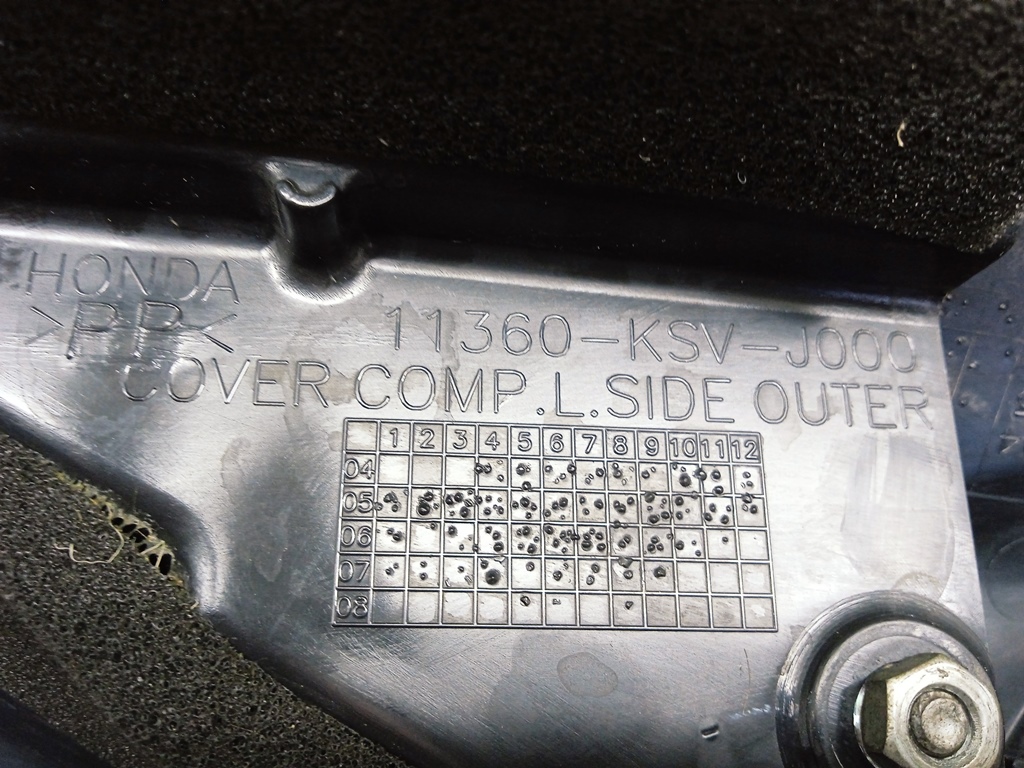 HONDA
>PP<
11360-KSV-J000
COVER COMP.L.SIDE OUTER
1 2 3 4 5 6 7 8 9 10 11 12
04
05
06
07
08